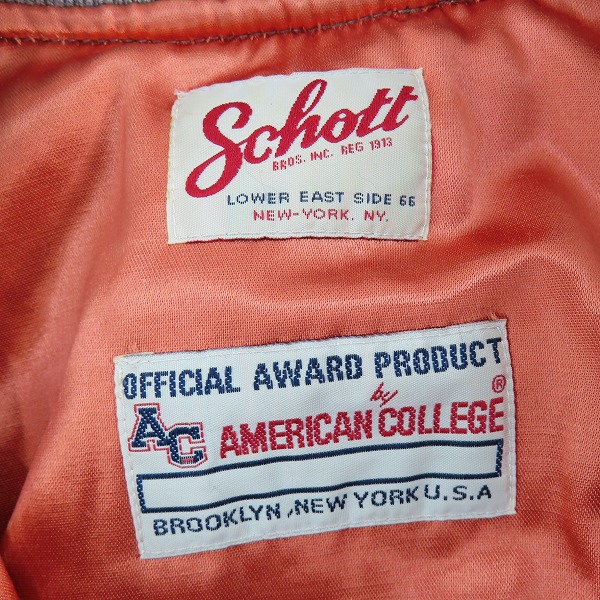 Schott
BROS. INC. REG 1913
LOWER EAST SIDE 66
NEW-YORK. NY.
OFFICIAL AWARD PRODUCT
by
AC AMERICAN COLLEGE ®
BROOKLYN, NEW YORK U.S.A